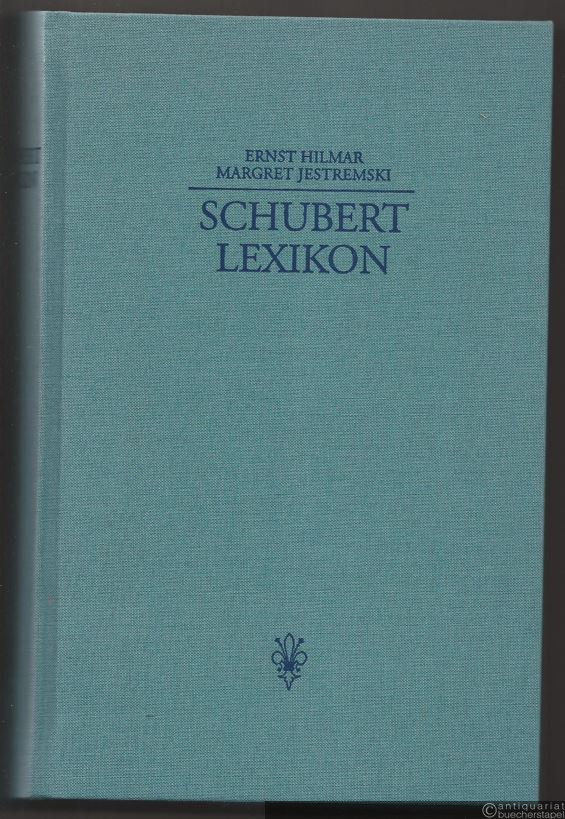 ERNST HILMAR
MARGRET JESTREMSKI
SCHUBERT
LEXIKON
© antiquariat
buecherstapel